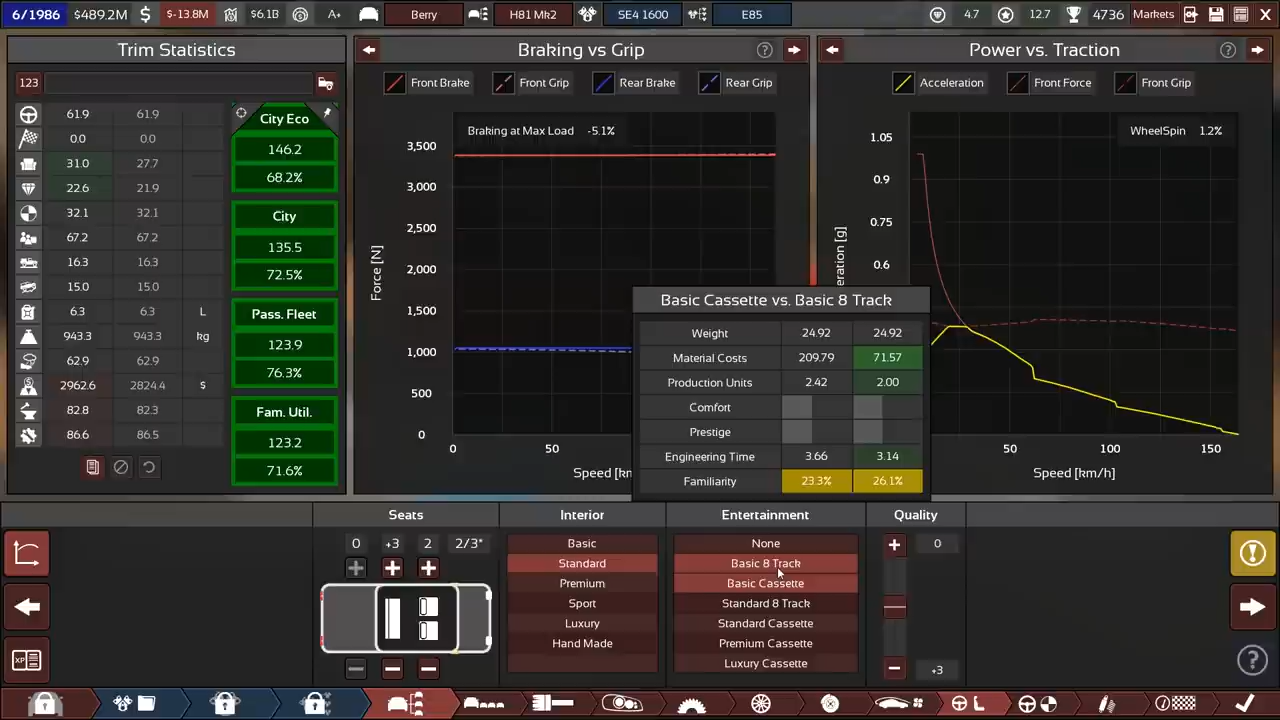 6/1986 $489.2M $ $-13.8M $6.1B A+ Berry H81 Mk2 SE4 1600 E85 4.7 12.7 4736 Markets
Trim Statistics
123
61.9 61.9
0.0 0.0
31.0 27.7
22.6 21.9
32.1 32.1
67.2 67.2
16.3 16.3
15.0 15.0
6.3 6.3 L
943.3 943.3 kg
62.9 62.9
2962.6 2824.4 $
82.8 82.3
86.6 86.5
City Eco
146.2
68.2%
City
135.5
72.5%
Pass. Fleet
123.9
76.3%
Fam. Util.
123.2
71.6%
Braking vs Grip ?
Front Brake Front Grip Rear Brake Rear Grip
Braking at Max Load -5.1%
Force [N]
3,500
3,000
2,500
2,000
1,500
1,000
500
0
0 50
Power vs. Traction ?
Acceleration Front Force Front Grip
WheelSpin 1.2%
1.05
0.9
0.75
0.6
50 100 150
Speed [km/h]
Basic Cassette vs. Basic 8 Track
Weight 24.92 24.92
Material Costs 209.79 71.57
Production Units 2.42 2.00
Comfort
Prestige
Engineering Time 3.66 3.14
Familiarity 23.3% 26.1%
Seats
0 +3 2 2/3*
Interior
Basic
Standard
Premium
Sport
Luxury
Hand Made
Entertainment
None
Basic 8 Track
Basic Cassette
Standard 8 Track
Standard Cassette
Premium Cassette
Luxury Cassette
Quality
0
+3
XP
?
L